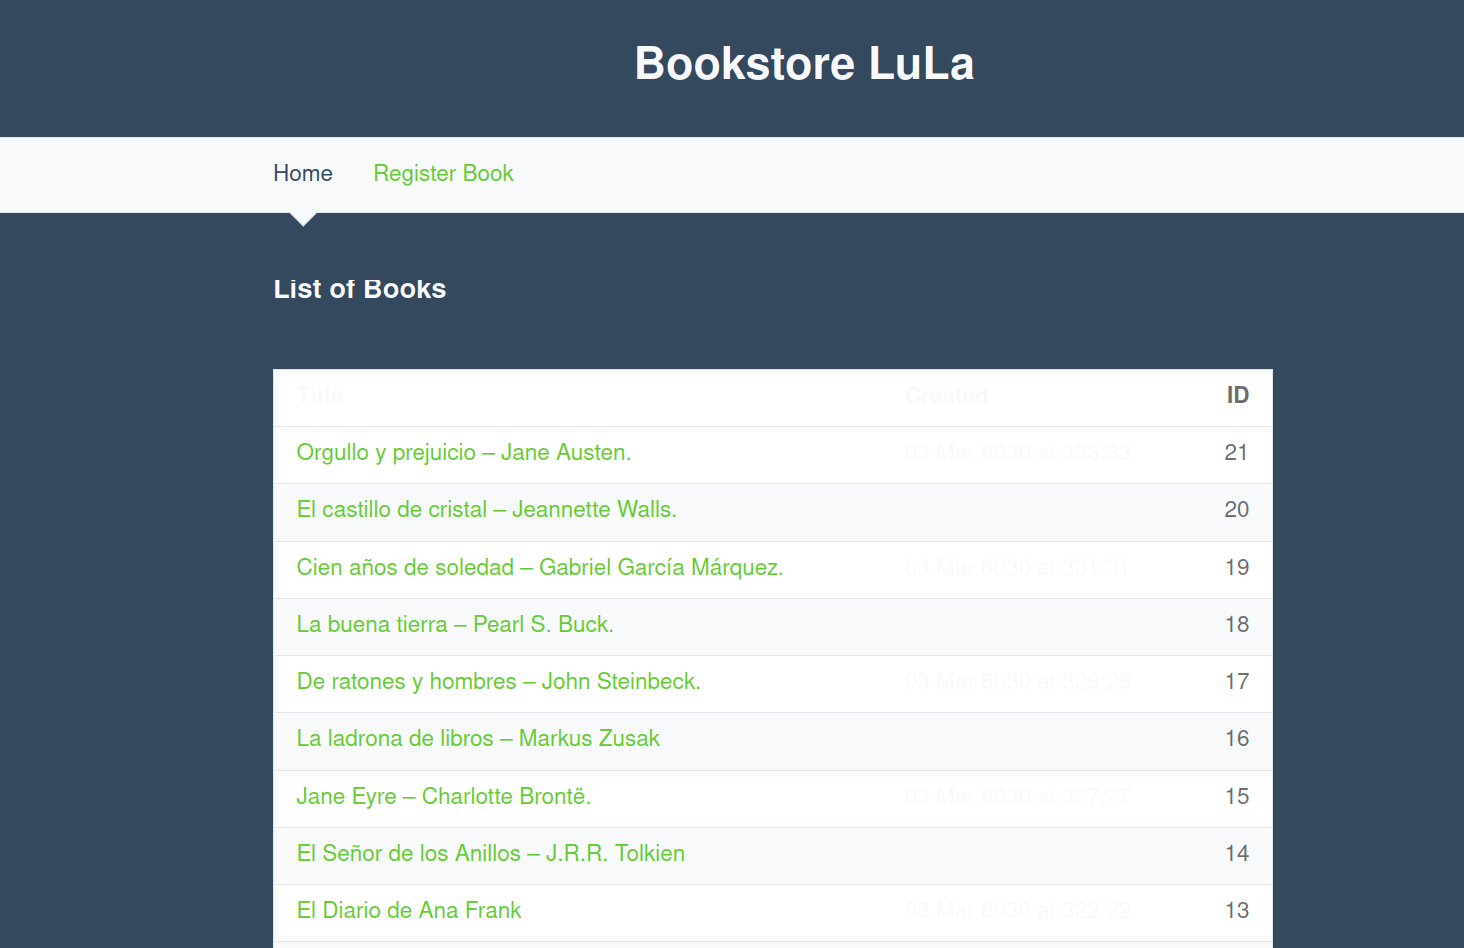 Bookstore LuLa
Home Register Book
List of Books
Title Created ID
Orgullo y prejuicio – Jane Austen. 03 Mar 8030 at 333:33 21
El castillo de cristal – Jeannette Walls. 20
Cien años de soledad – Gabriel García Márquez. 03 Mar 8030 at 331:31 19
La buena tierra – Pearl S. Buck. 18
De ratones y hombres – John Steinbeck. 03 Mar 8030 at 329:29 17
La ladrona de libros – Markus Zusak 16
Jane Eyre – Charlotte Brontë. 03 Mar 8030 at 327:27 15
El Señor de los Anillos – J.R.R. Tolkien 14
El Diario de Ana Frank 03 Mar 8030 at 322:22 13